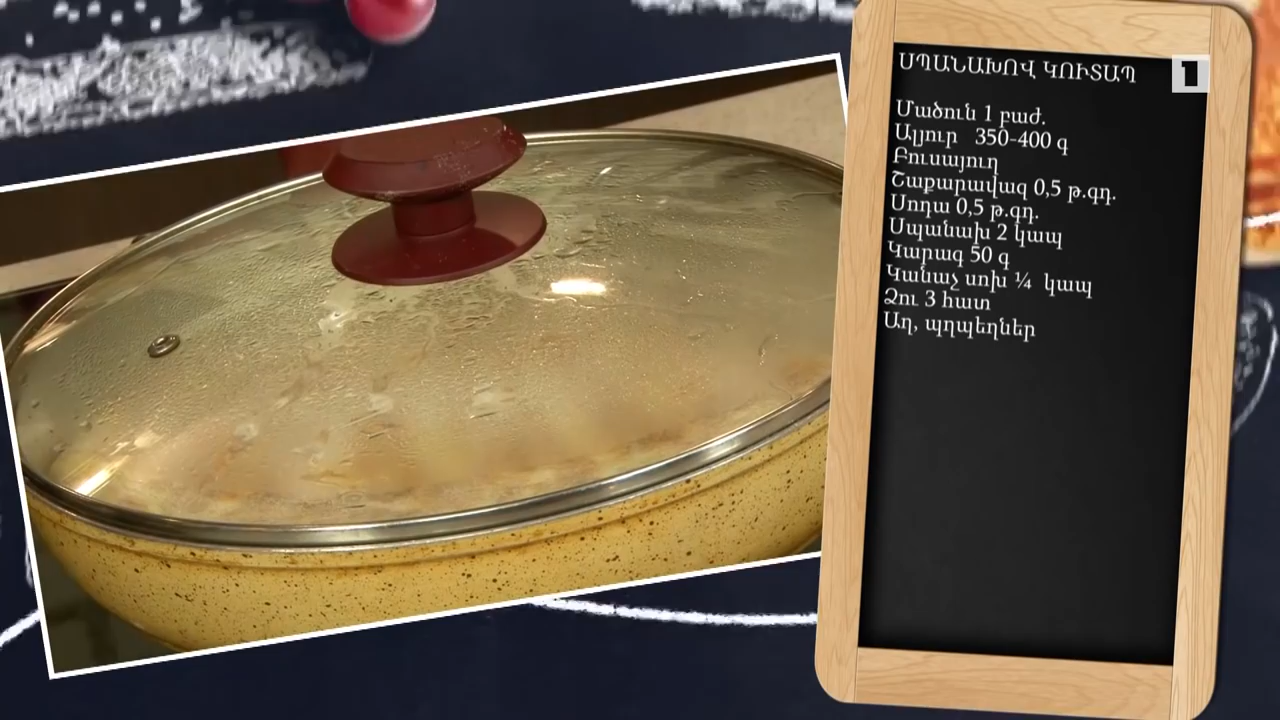 ՍՊԱՆԱԽՈՎ ԿՈՒՏԱՊ
1
Մածուն 1 բաժ.
Ալյուր 350-400 գ
Բուսայուղ
Շաքարավազ 0,5 թ.գդ.
Սոդա 0,5 թ.գդ.
Սպանախ 2 կապ
Կարագ 50 գ
Կանաչ սոխ ¼ կապ
Ձու 3 հատ
Աղ, պղպեղներ